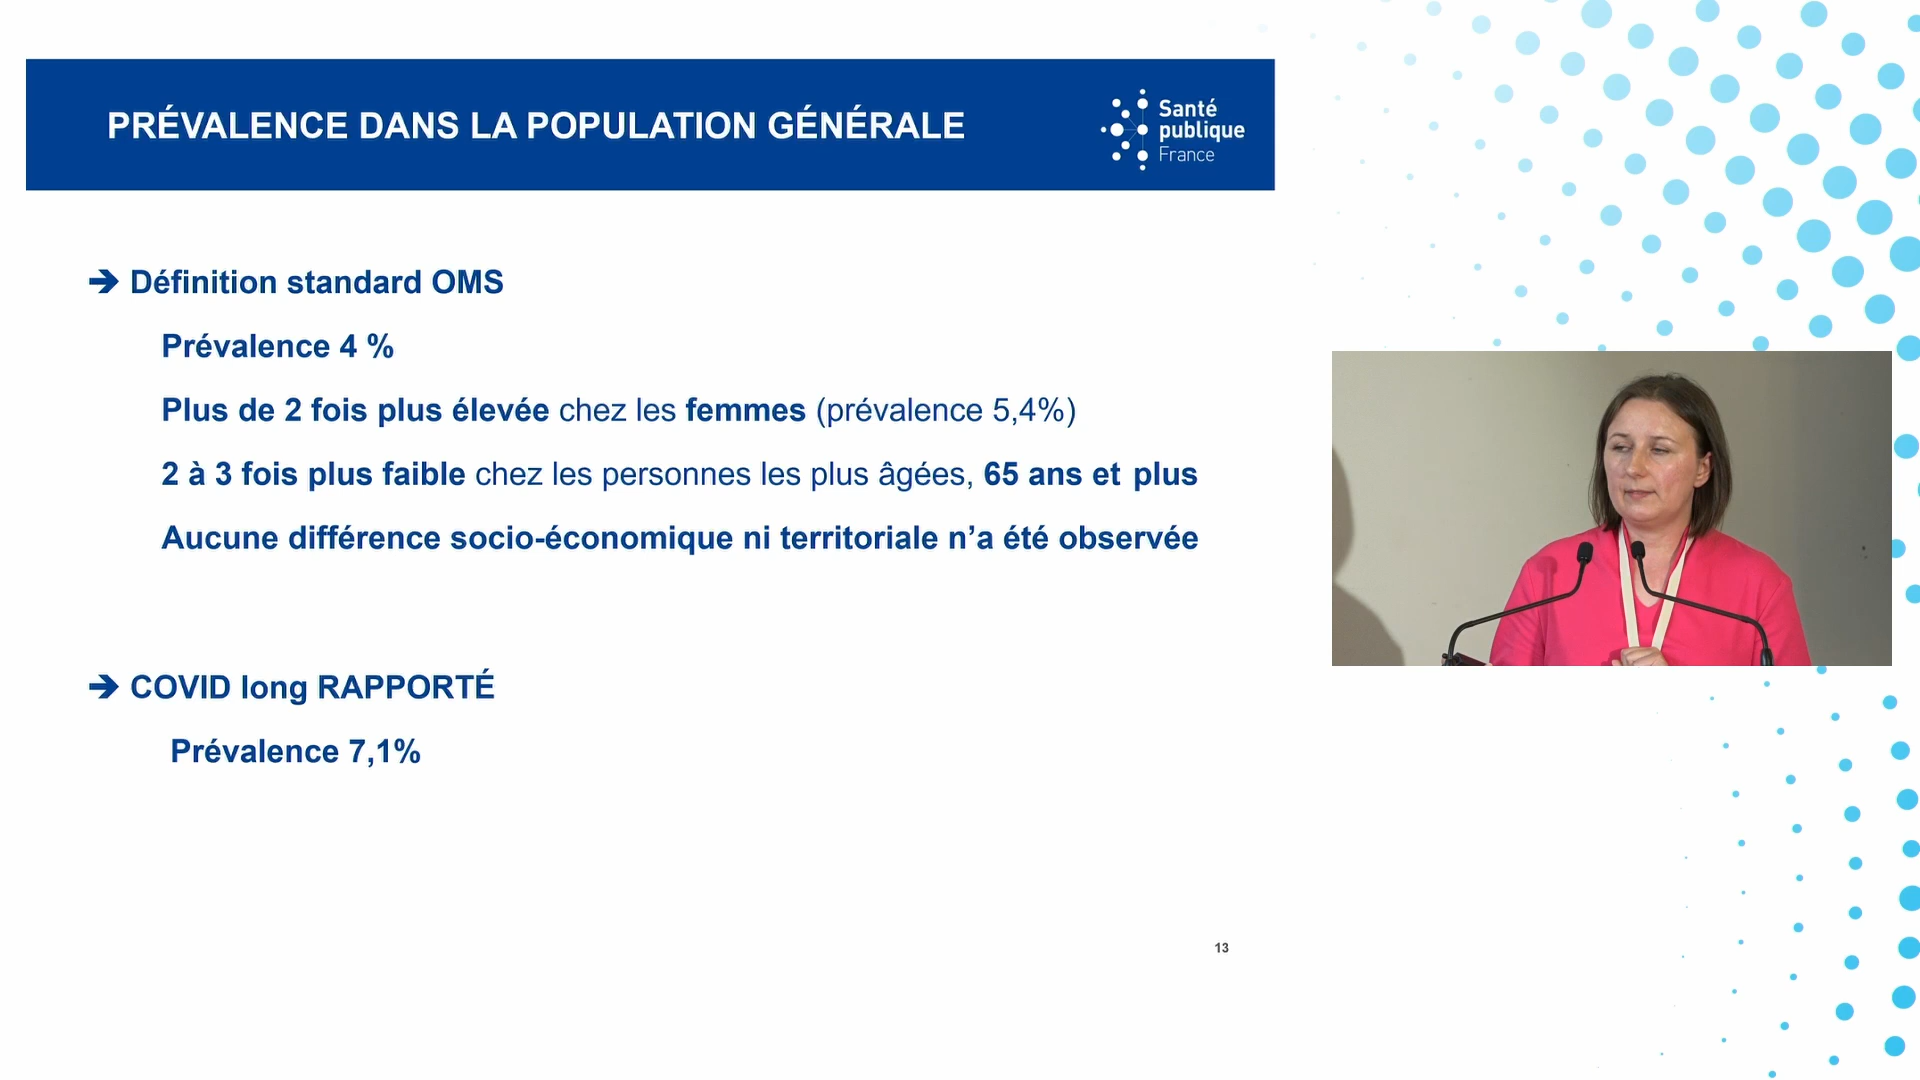 PRÉVALENCE DANS LA POPULATION GÉNÉRALE
Santé
publique
France
➔ Définition standard OMS
Prévalence 4 %
Plus de 2 fois plus élevée chez les femmes (prévalence 5,4%)
2 à 3 fois plus faible chez les personnes les plus âgées, 65 ans et plus
Aucune différence socio-économique ni territoriale n’a été observée
➔ COVID long RAPPORTÉ
Prévalence 7,1%
13